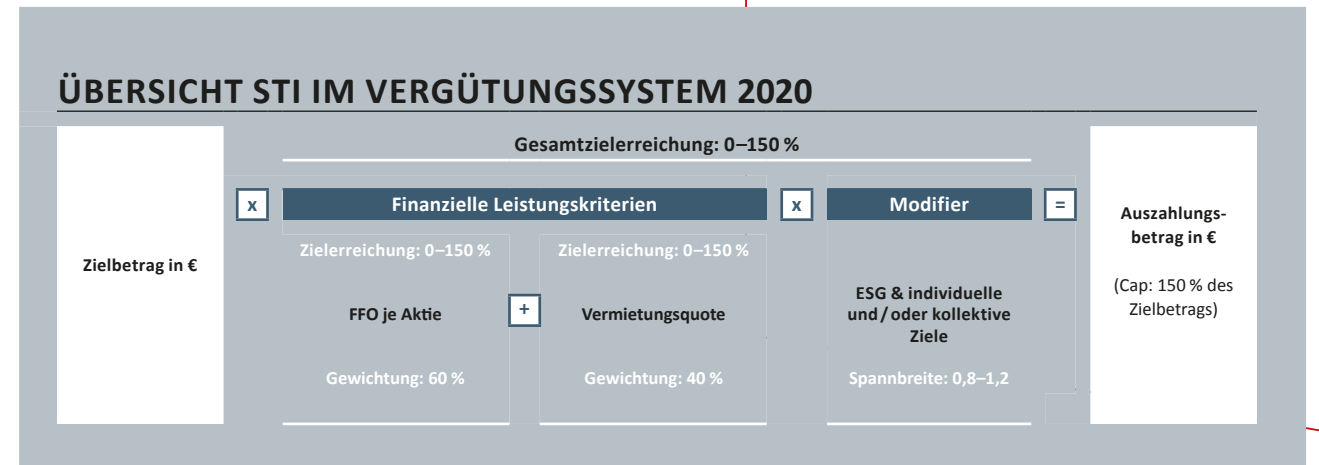 ÜBERSICHT STI IM VERGÜTUNGSSYSTEM 2020
Gesamtzielerreichung: 0–150 %
Zielbetrag in €
x
Finanzielle Leistungskriterien
Zielerreichung: 0–150 %
FFO je Aktie
Gewichtung: 60 %
+
Zielerreichung: 0–150 %
Vermietungsquote
Gewichtung: 40 %
x
Modifier
ESG & individuelle
und / oder kollektive
Ziele
Spannbreite: 0,8–1,2
=
Auszahlungs-
betrag in €
(Cap: 150 % des
Zielbetrags)